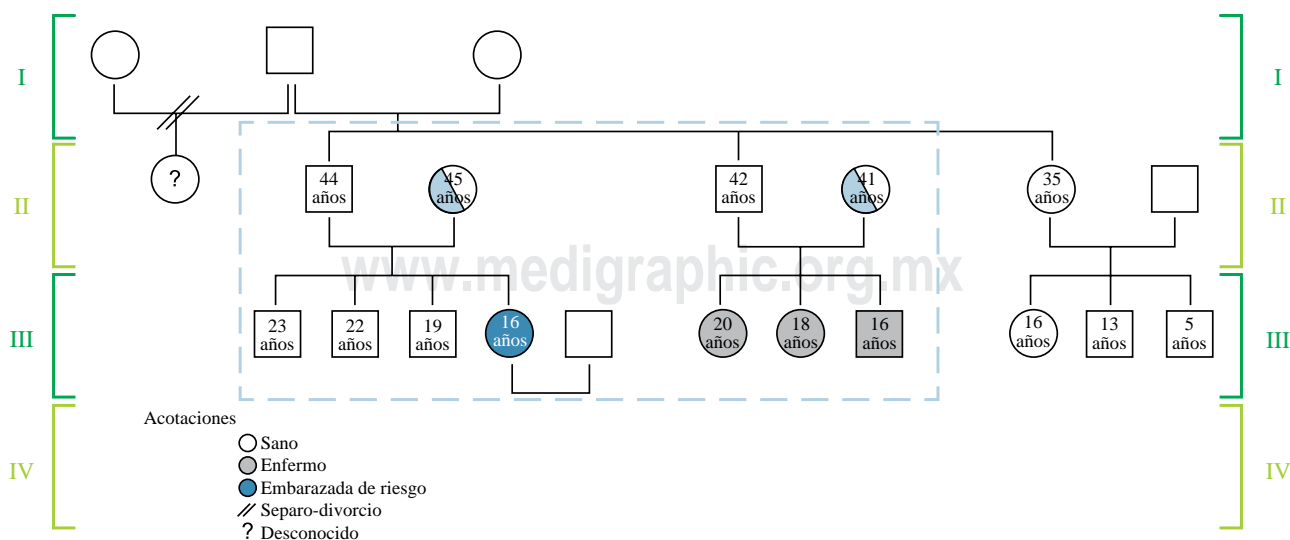 I
I
?
44
años
45
años
42
años
41
años
35
años
II
II
www.medigraphic.org.mx
23
años
22
años
19
años
16
años
20
años
18
años
16
años
16
años
13
años
5
años
III
III
Acotaciones
Sano
Enfermo
Embarazada de riesgo
Separo-divorcio
? Desconocido
IV
IV